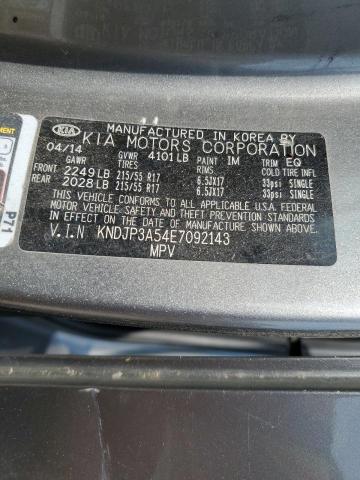 KIA MANUFACTURED IN KOREA BY
04/14 KIA MOTORS CORPORATION
GAWR GVWR 4101 LB PAINT IM TRIM EQ
TIRES RIMS COLD TIRE INFL
FRONT 2249 LB 215/55 R17 6.5JX17 33psi SINGLE
REAR 2028 LB 215/55 R17 6.5JX17 33psi SINGLE
THIS VEHICLE CONFORMS TO ALL APPLICABLE U.S.A. FEDERAL
MOTOR VEHICLE SAFETY, BUMPER, AND THEFT PREVENTION
STANDARDS IN EFFECT ON THE DATE OF MANUFACTURE SHOWN ABOVE.
V.I.N KNDJP3A54E7092143
MPV
P71